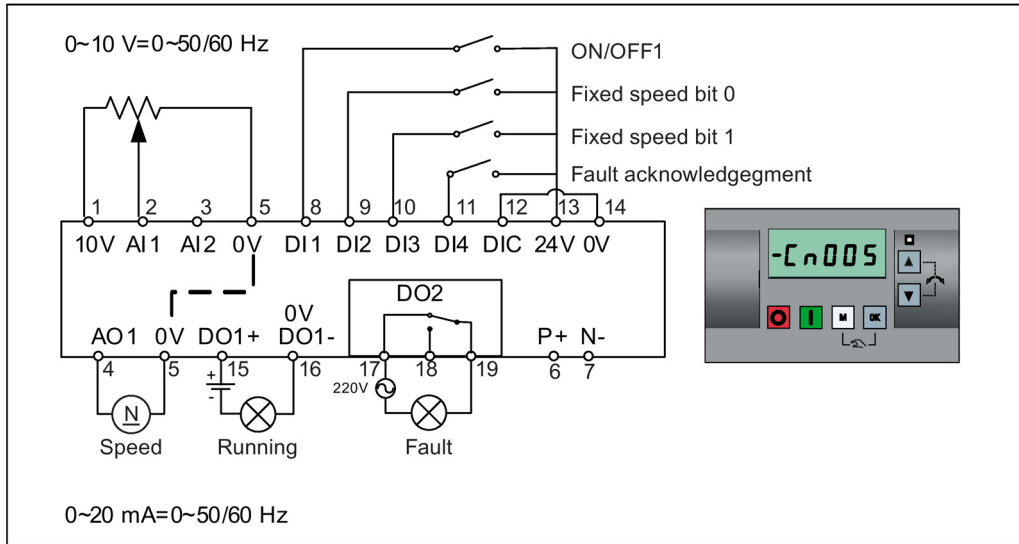 0~10 V=0~50/60 Hz
ON/OFF1
Fixed speed bit 0
Fixed speed bit 1
Fault acknowledgegment
1 2 3 5 8 9 10 11 12 13 14
10V AI1 AI2 0V DI1 DI2 DI3 DI4 DIC 24V 0V
-Cn005
M OK
DO2
0V
AO1 0V DO1+ DO1- P+ N-
4 5 15 16 17 18 19 6 7
+
-
220V
N
Speed Running Fault
0~20 mA=0~50/60 Hz